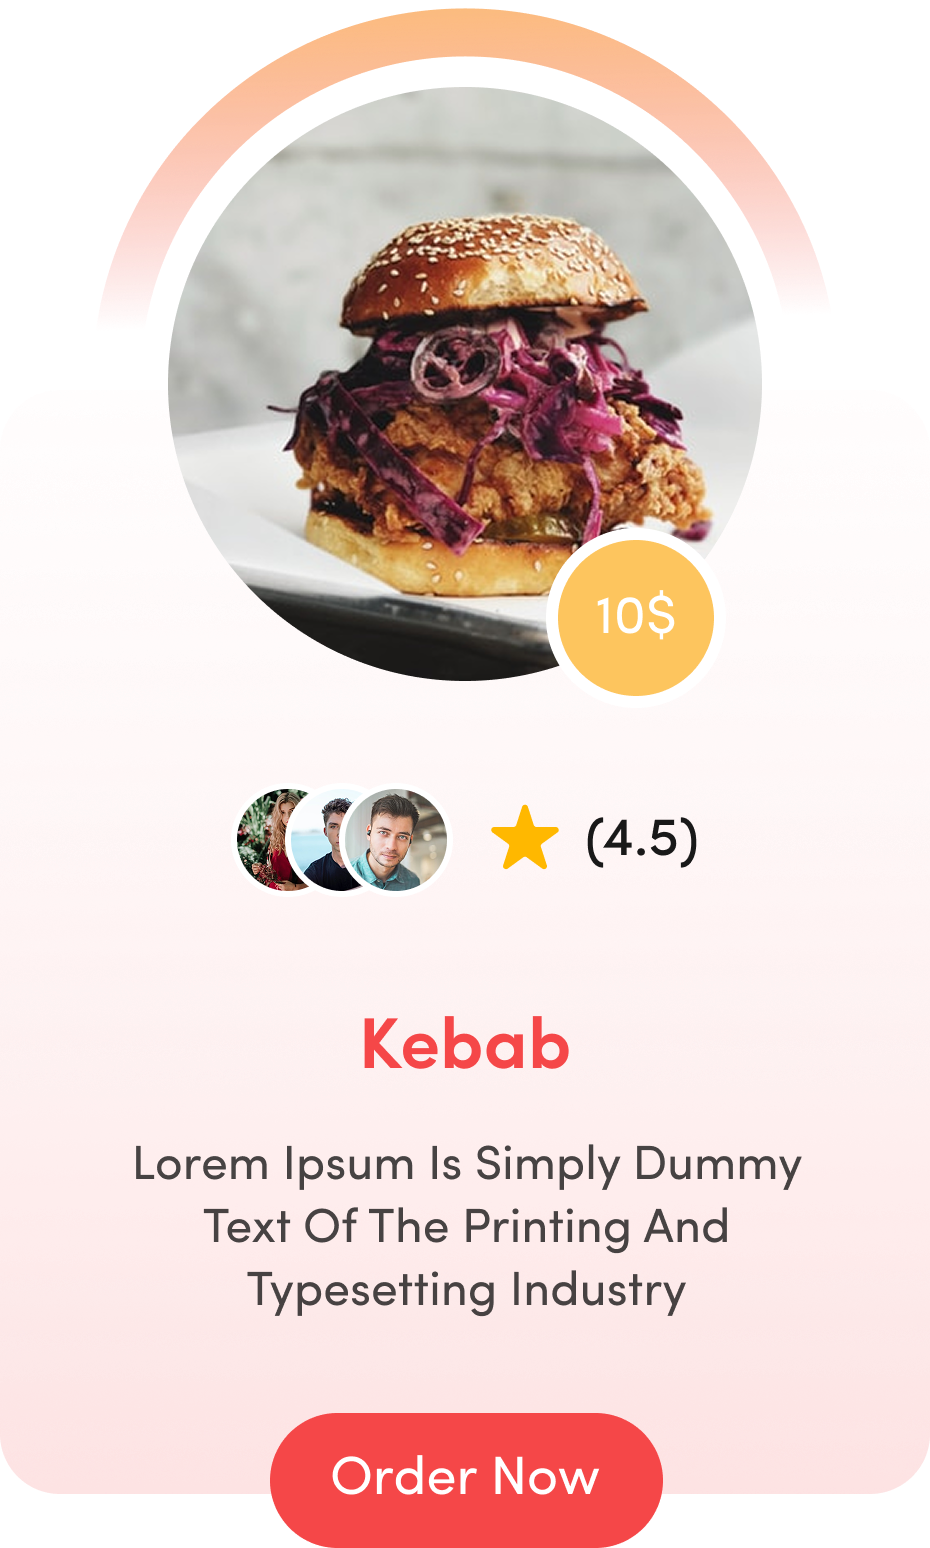 10$
(4.5)
Kebab
Lorem Ipsum Is Simply Dummy
Text Of The Printing And
Typesetting Industry
Order Now